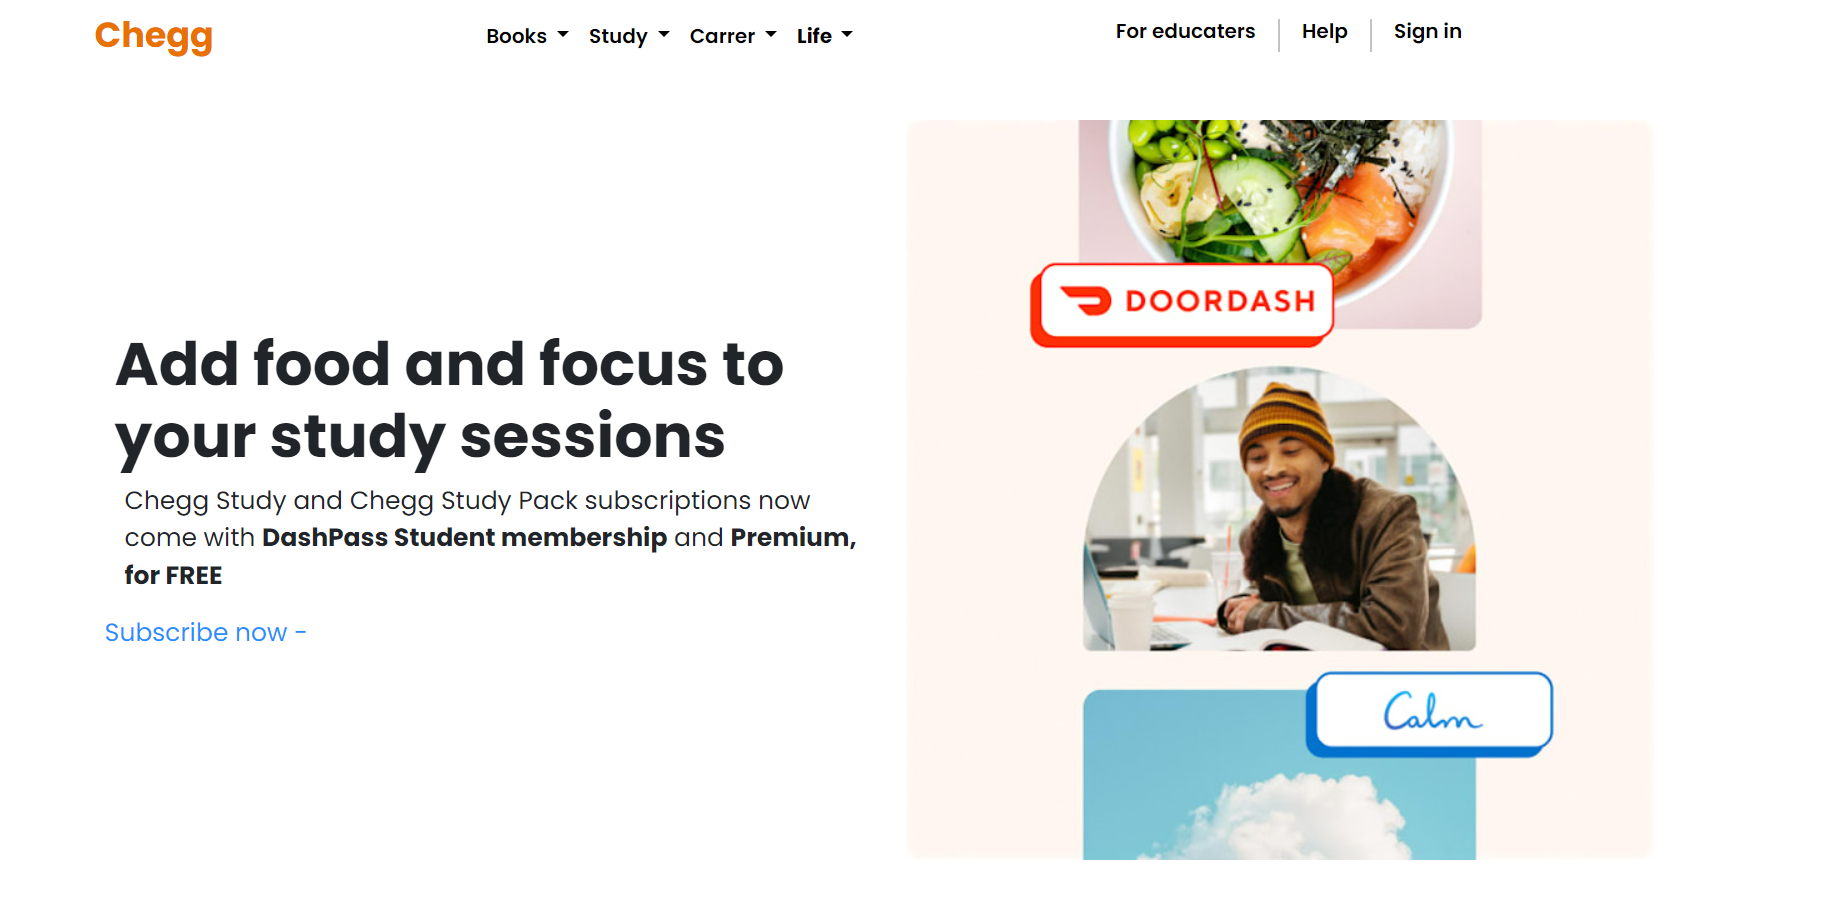 Chegg
Books Study Carrer Life
For educaters Help Sign in
Add food and focus to
your study sessions
Chegg Study and Chegg Study Pack subscriptions now
come with DashPass Student membership and Premium,
for FREE
Subscribe now -
DOORDASH
Calm